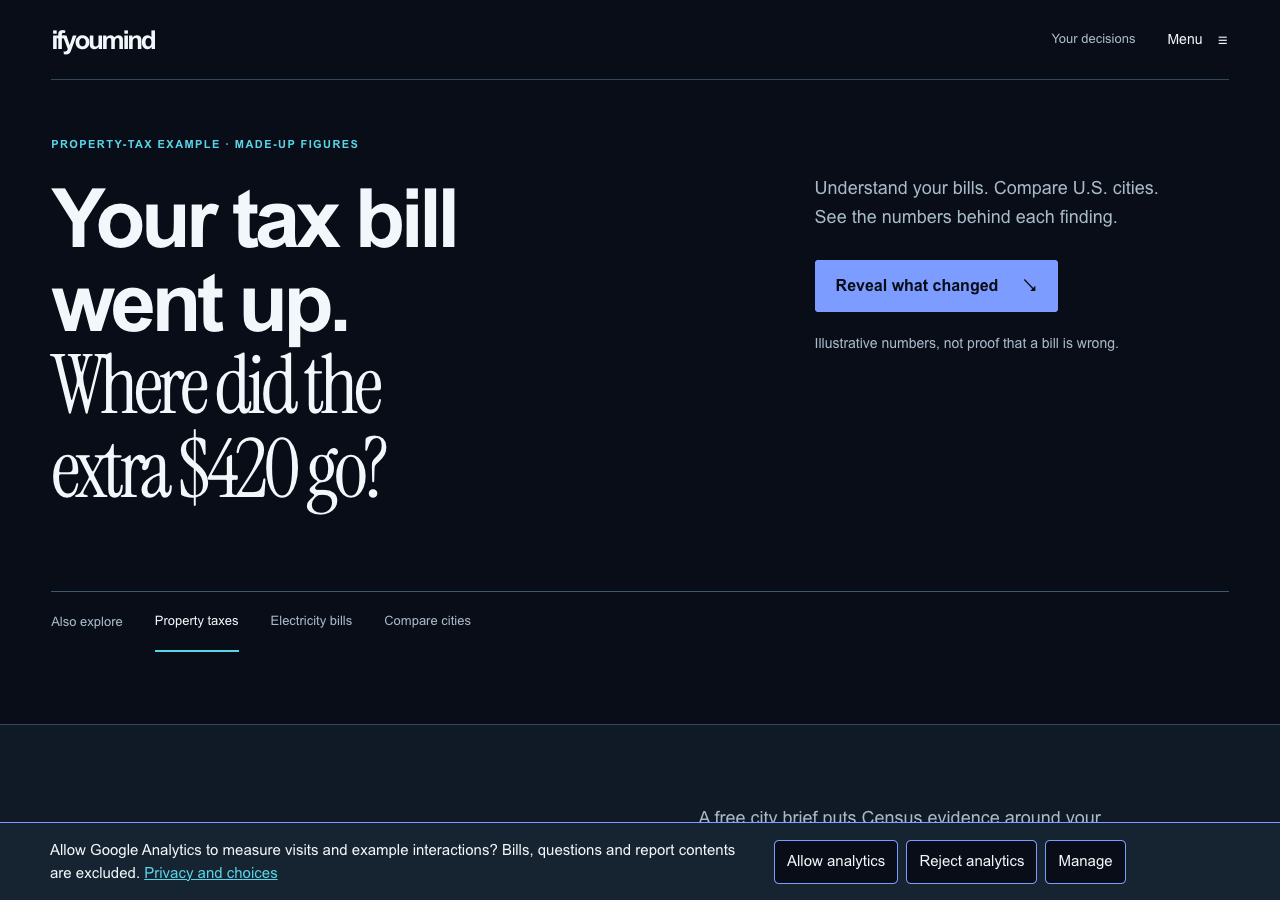 ifyoumind
Your decisions
Menu ≡
PROPERTY-TAX EXAMPLE · MADE-UP FIGURES
Your tax bill
went up.
Where did the
extra $420 go?
Understand your bills. Compare U.S. cities.
See the numbers behind each finding.
Reveal what changed ↘
Illustrative numbers, not proof that a bill is wrong.
Also explore
Property taxes
Electricity bills
Compare cities
A free city brief puts Census evidence around your
Allow Google Analytics to measure visits and example interactions? Bills, questions and report contents
are excluded. Privacy and choices
Allow analytics
Reject analytics
Manage